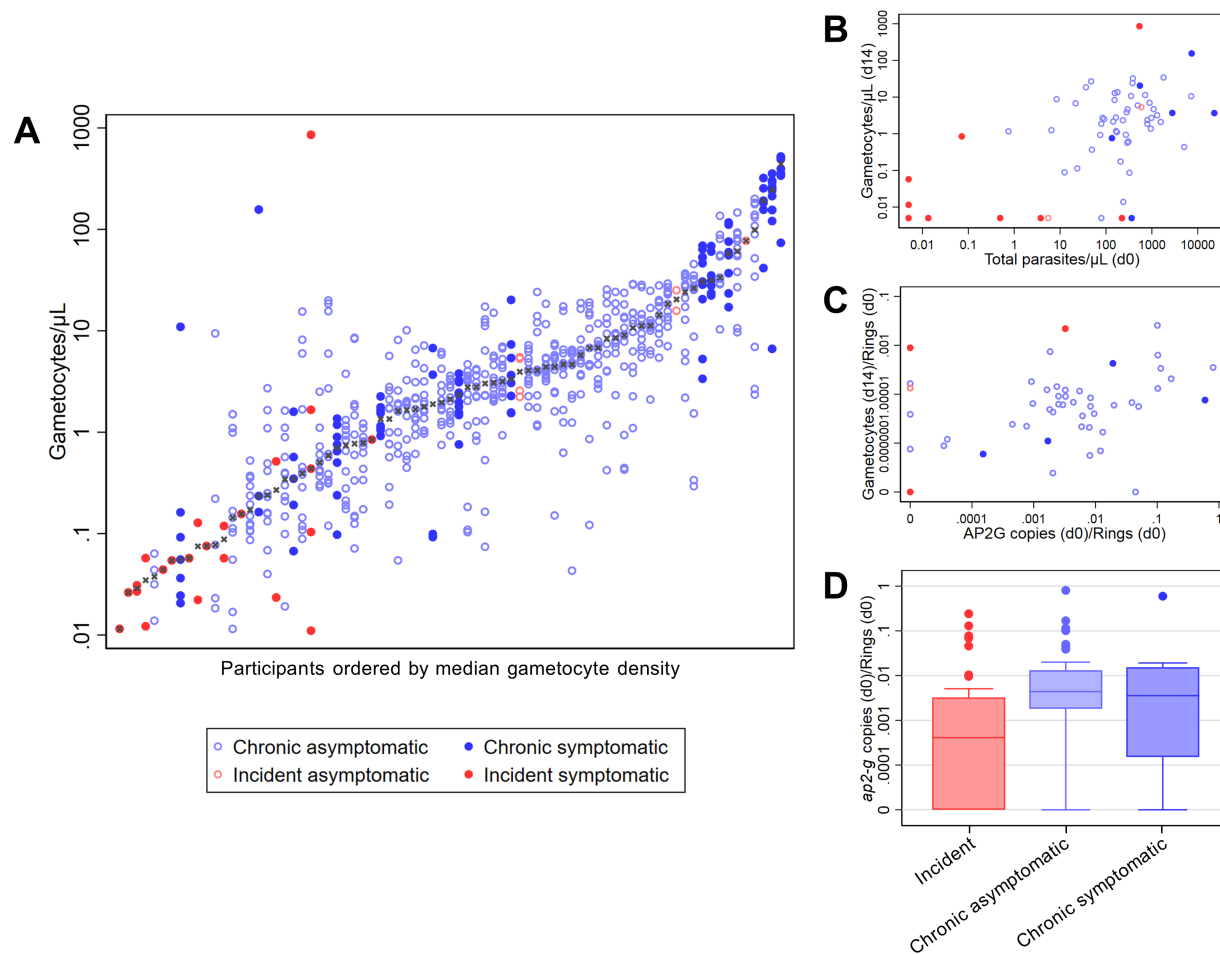 A
Gametocytes/µL
1000
100
10
1
.1
.01
Participants ordered by median gametocyte density
Chronic asymptomatic
Chronic symptomatic
Incident asymptomatic
Incident symptomatic
B
Gametocytes/µL (d14)
1000
100
10
1
0.1
0.01
0.01 0.1 1 10 100 1000 10000
Total parasites/µL (d0)
C
Gametocytes (d14)/Rings (d0)
.1
.001
.00001
.0000001
0
0 .0001 .001 .01 .1 1
AP2G copies (d0)/Rings (d0)
D
ap2-g copies (d0)/Rings (d0)
1
.1
.01
.001
.0001
0
Incident
Chronic asymptomatic
Chronic symptomatic